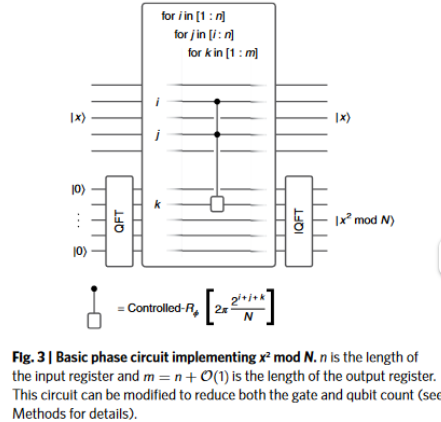 for i in [1 : n]
for j in [i : n]
for k in [1 : m]
i
|x⟩ |x⟩
j
|0⟩
k
QFT IQFT
⋮ |x² mod N⟩
|0⟩
= Controlled-R𝜙 [2π 2^{i+j+k}/N]
Fig. 3 | Basic phase circuit implementing x² mod N. n is the length of
the input register and m = n + O(1) is the length of the output register.
This circuit can be modified to reduce both the gate and qubit count (see
Methods for details).